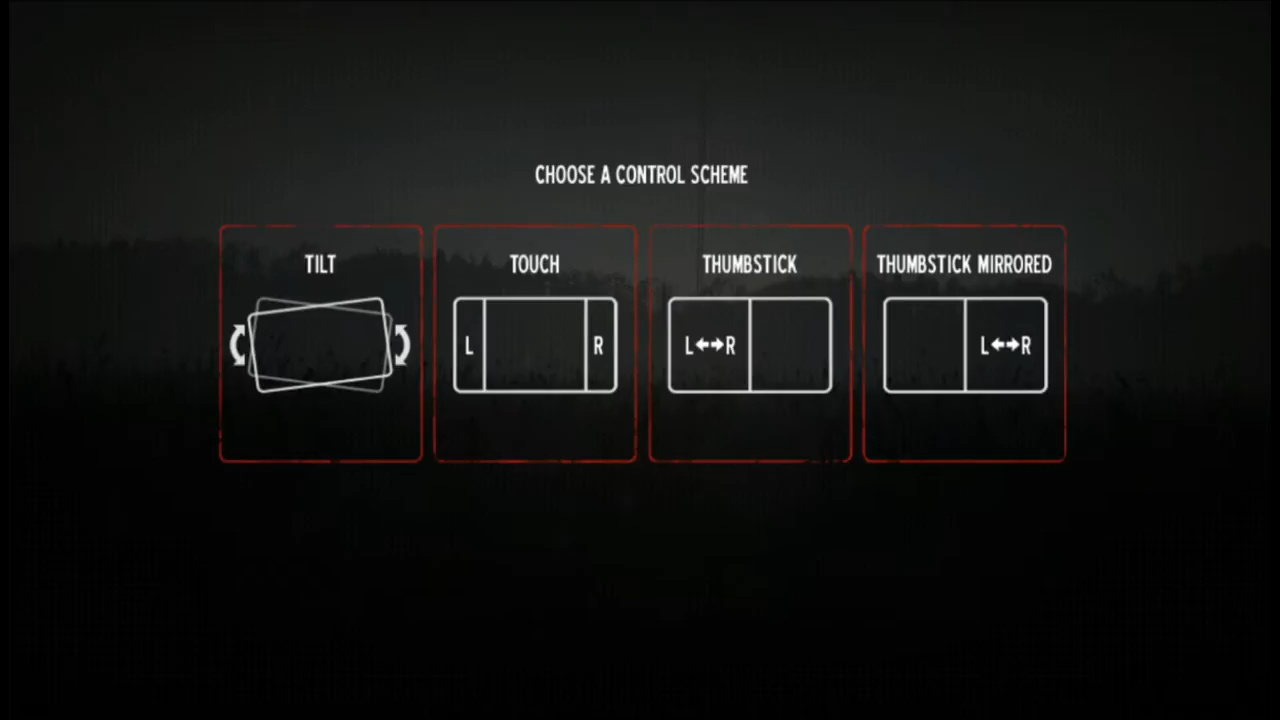 CHOOSE A CONTROL SCHEME
TILT
TOUCH
THUMBSTICK
THUMBSTICK MIRRORED
L
R
L↔R
L↔R